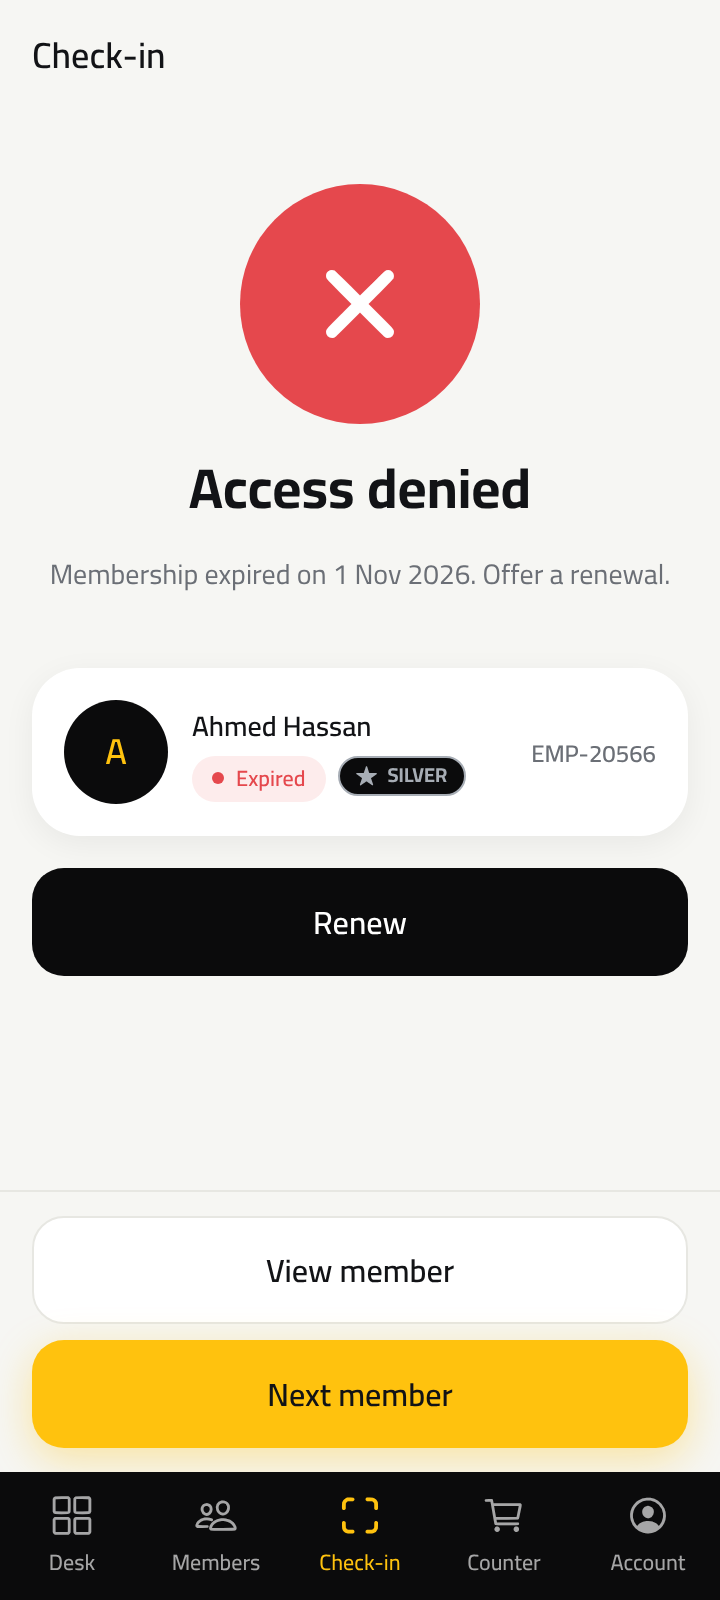 Check-in
Access denied
Membership expired on 1 Nov 2026. Offer a renewal.
A
Ahmed Hassan
Expired
SILVER
EMP-20566
Renew
View member
Next member
Desk
Members
Check-in
Counter
Account